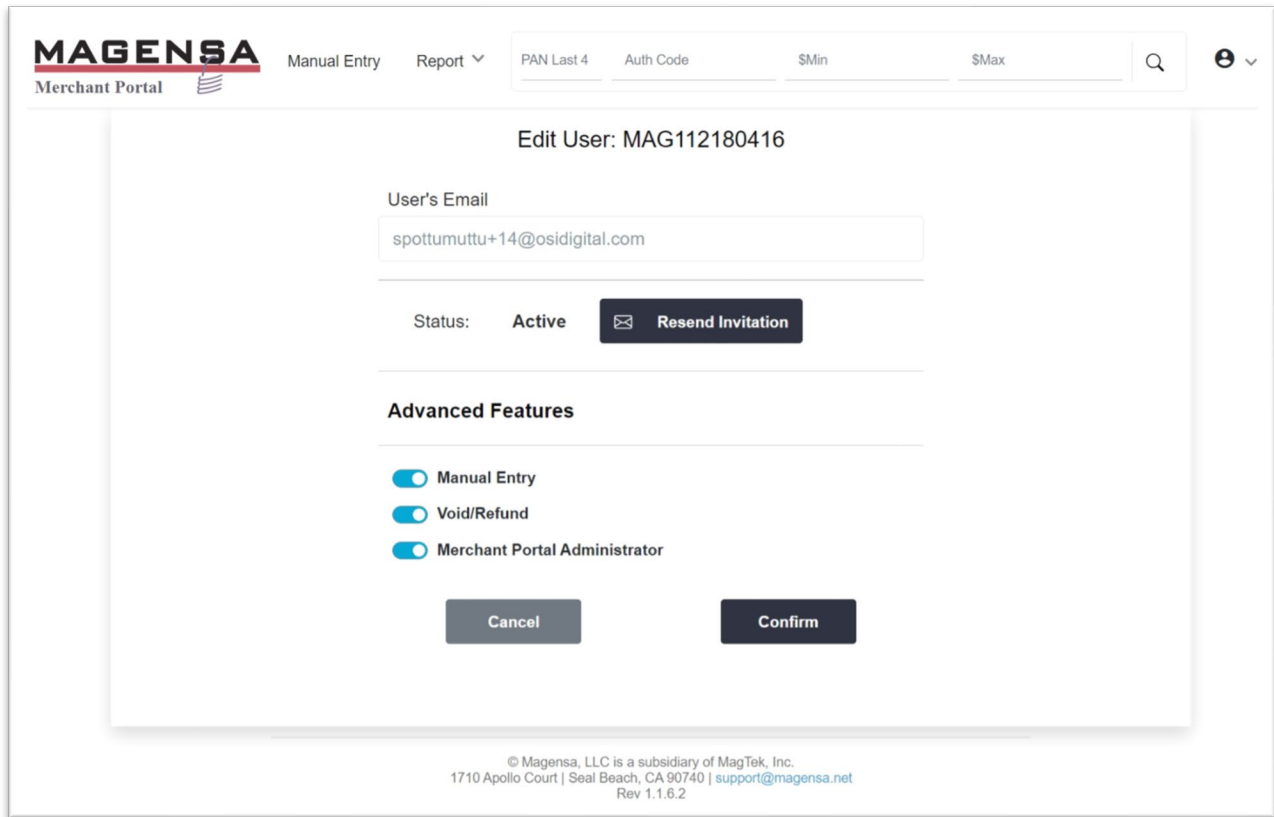 MAGENSA
Merchant Portal
Manual Entry Report PAN Last 4 Auth Code $Min $Max
Edit User: MAG112180416
User's Email
spottumuttu+14@osidigital.com
Status: Active Resend Invitation
Advanced Features
Manual Entry
Void/Refund
Merchant Portal Administrator
Cancel Confirm
© Magensa, LLC is a subsidiary of MagTek, Inc.
1710 Apollo Court | Seal Beach, CA 90740 | support@magensa.net
Rev 1.1.6.2